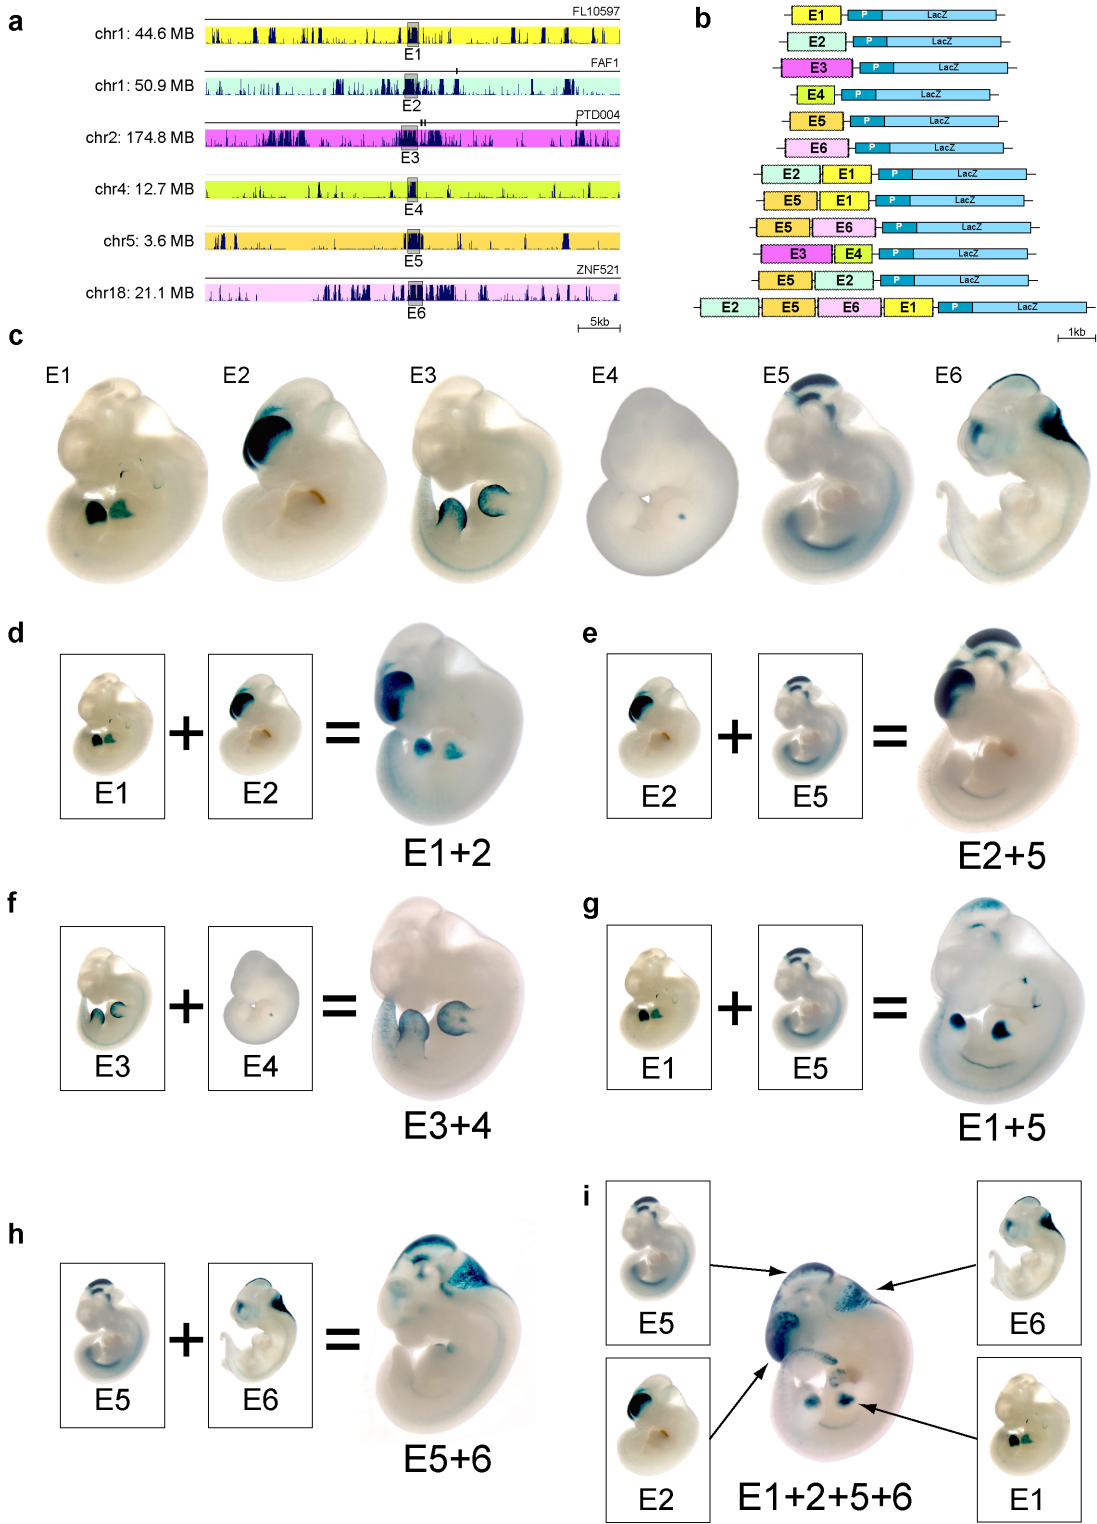 a
FL10597
chr1: 44.6 MB
E1
FAF1
chr1: 50.9 MB
E2
PTD004
chr2: 174.8 MB
E3
chr4: 12.7 MB
E4
chr5: 3.6 MB
E5
ZNF521
chr18: 21.1 MB
E6
5kb
b
E1 P LacZ
E2 P LacZ
E3 P LacZ
E4 P LacZ
E5 P LacZ
E6 P LacZ
E2 E1 P LacZ
E5 E1 P LacZ
E5 E6 P LacZ
E3 E4 P LacZ
E5 E2 P LacZ
E2 E5 E6 E1 P LacZ
1kb
c
E1 E2 E3 E4 E5 E6
d
E1 + E2 =
E1+2
e
E2 + E5 =
E2+5
f
E3 + E4 =
E3+4
g
E1 + E5 =
E1+5
h
E5 + E6 =
E5+6
i
E5
E6
E2
E1
E1+2+5+6